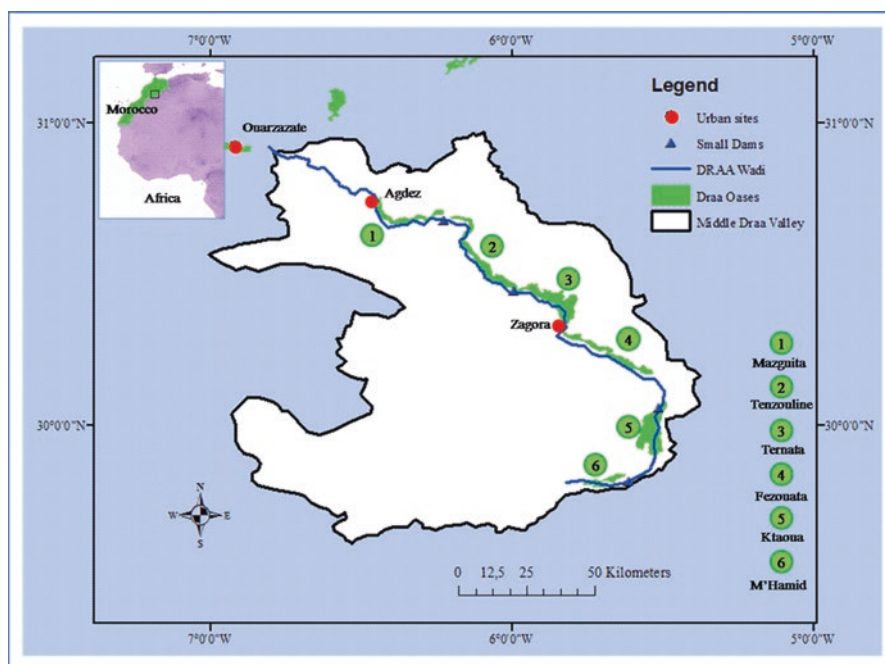 7°0'0"W
6°0'0"W
5°0'0"W
31°0'0"N
31°0'0"N
30°0'0"N
30°0'0"N
Morocco
Africa
Ouarzazate
Agdez
Zagora
1
2
3
4
5
6
Legend
Urban sites
Small Dams
DRAA Wadi
Draa Oases
Middle Draa Valley
1
Mazguita
2
Tenzouline
3
Ternata
4
Fezouata
5
Ktaoua
6
M'Hamid
N
W E
S
0 12,5 25 50 Kilometers
7°0'0"W
6°0'0"W
5°0'0"W